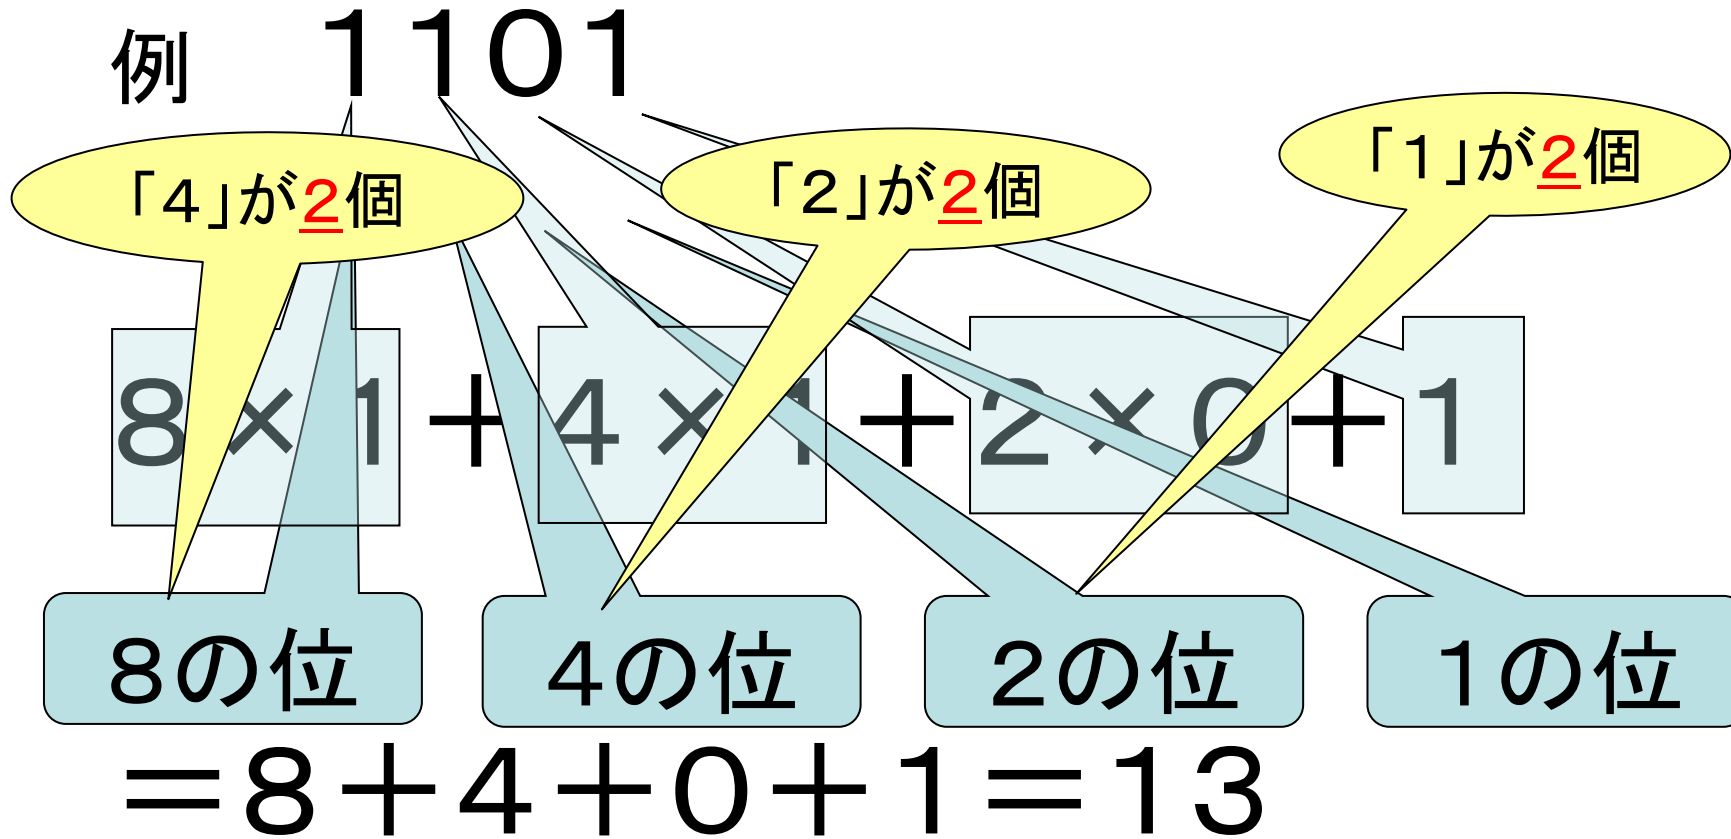 例 1101
「4」が2個
「2」が2個
「1」が2個
8×1+4×1+2×0+1
8の位
4の位
2の位
1の位
=8+4+0+1=13